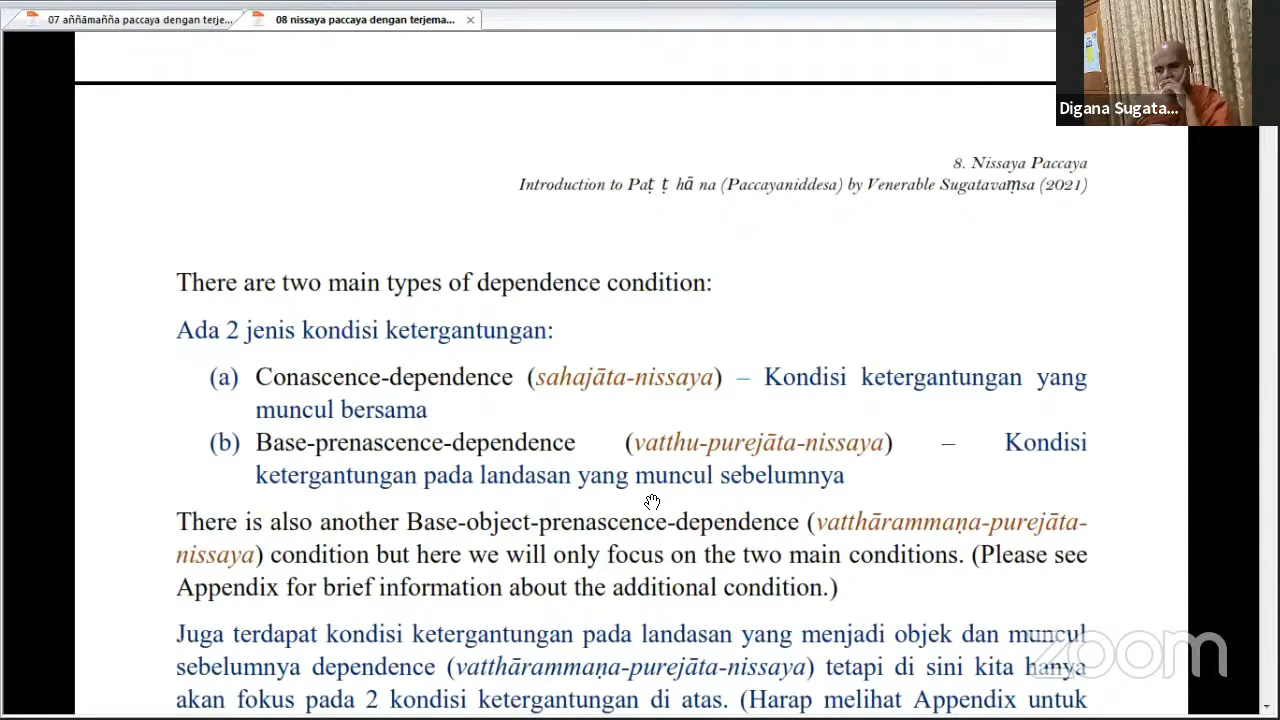 07 aññāmañña paccaya dengan terje...
08 nissaya paccaya dengan terjema...
Digana Sugata...
8. Nissaya Paccaya
Introduction to Paṭ ṭ hā na (Paccayaniddesa) by Venerable Sugatavaṃsa (2021)
There are two main types of dependence condition:
Ada 2 jenis kondisi ketergantungan:
(a) Conascence-dependence (sahajāta-nissaya) – Kondisi ketergantungan yang
muncul bersama
(b) Base-prenascence-dependence (vatthu-purejāta-nissaya) – Kondisi
ketergantungan pada landasan yang muncul sebelumnya
There is also another Base-object-prenascence-dependence (vatthārammaṇa-purejāta-
nissaya) condition but here we will only focus on the two main conditions. (Please see
Appendix for brief information about the additional condition.)
Juga terdapat kondisi ketergantungan pada landasan yang menjadi objek dan muncul
sebelumnya dependence (vatthārammaṇa-purejāta-nissaya) tetapi di sini kita hanya
akan fokus pada 2 kondisi ketergantungan di atas. (Harap melihat Appendix untuk
zoom